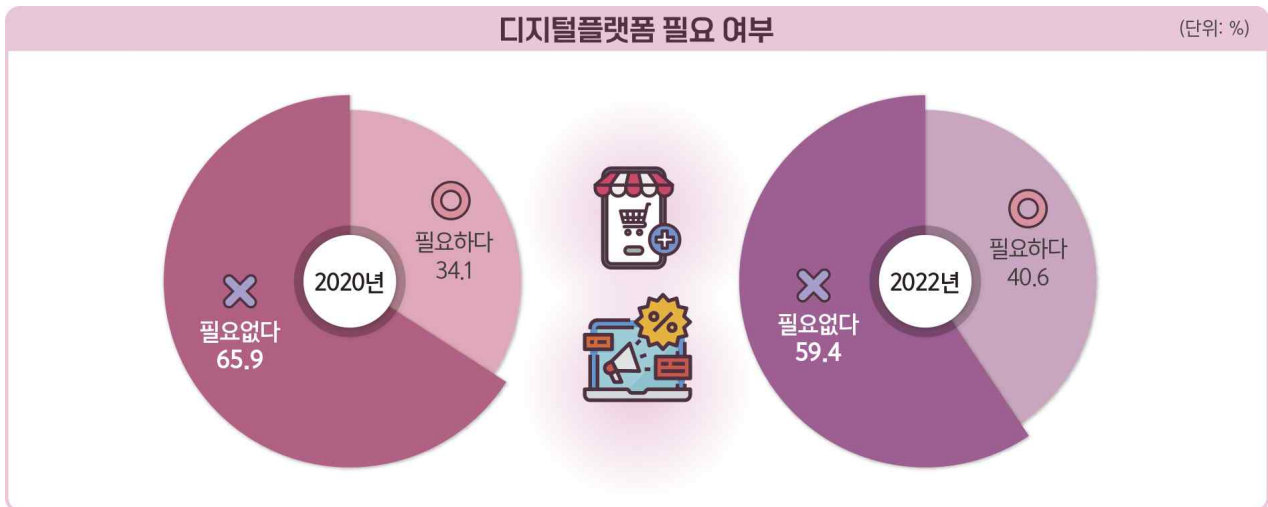 디지털플랫폼 필요 여부
(단위: %)
필요하다
34.1
2020년
필요없다
65.9
필요하다
40.6
2022년
필요없다
59.4